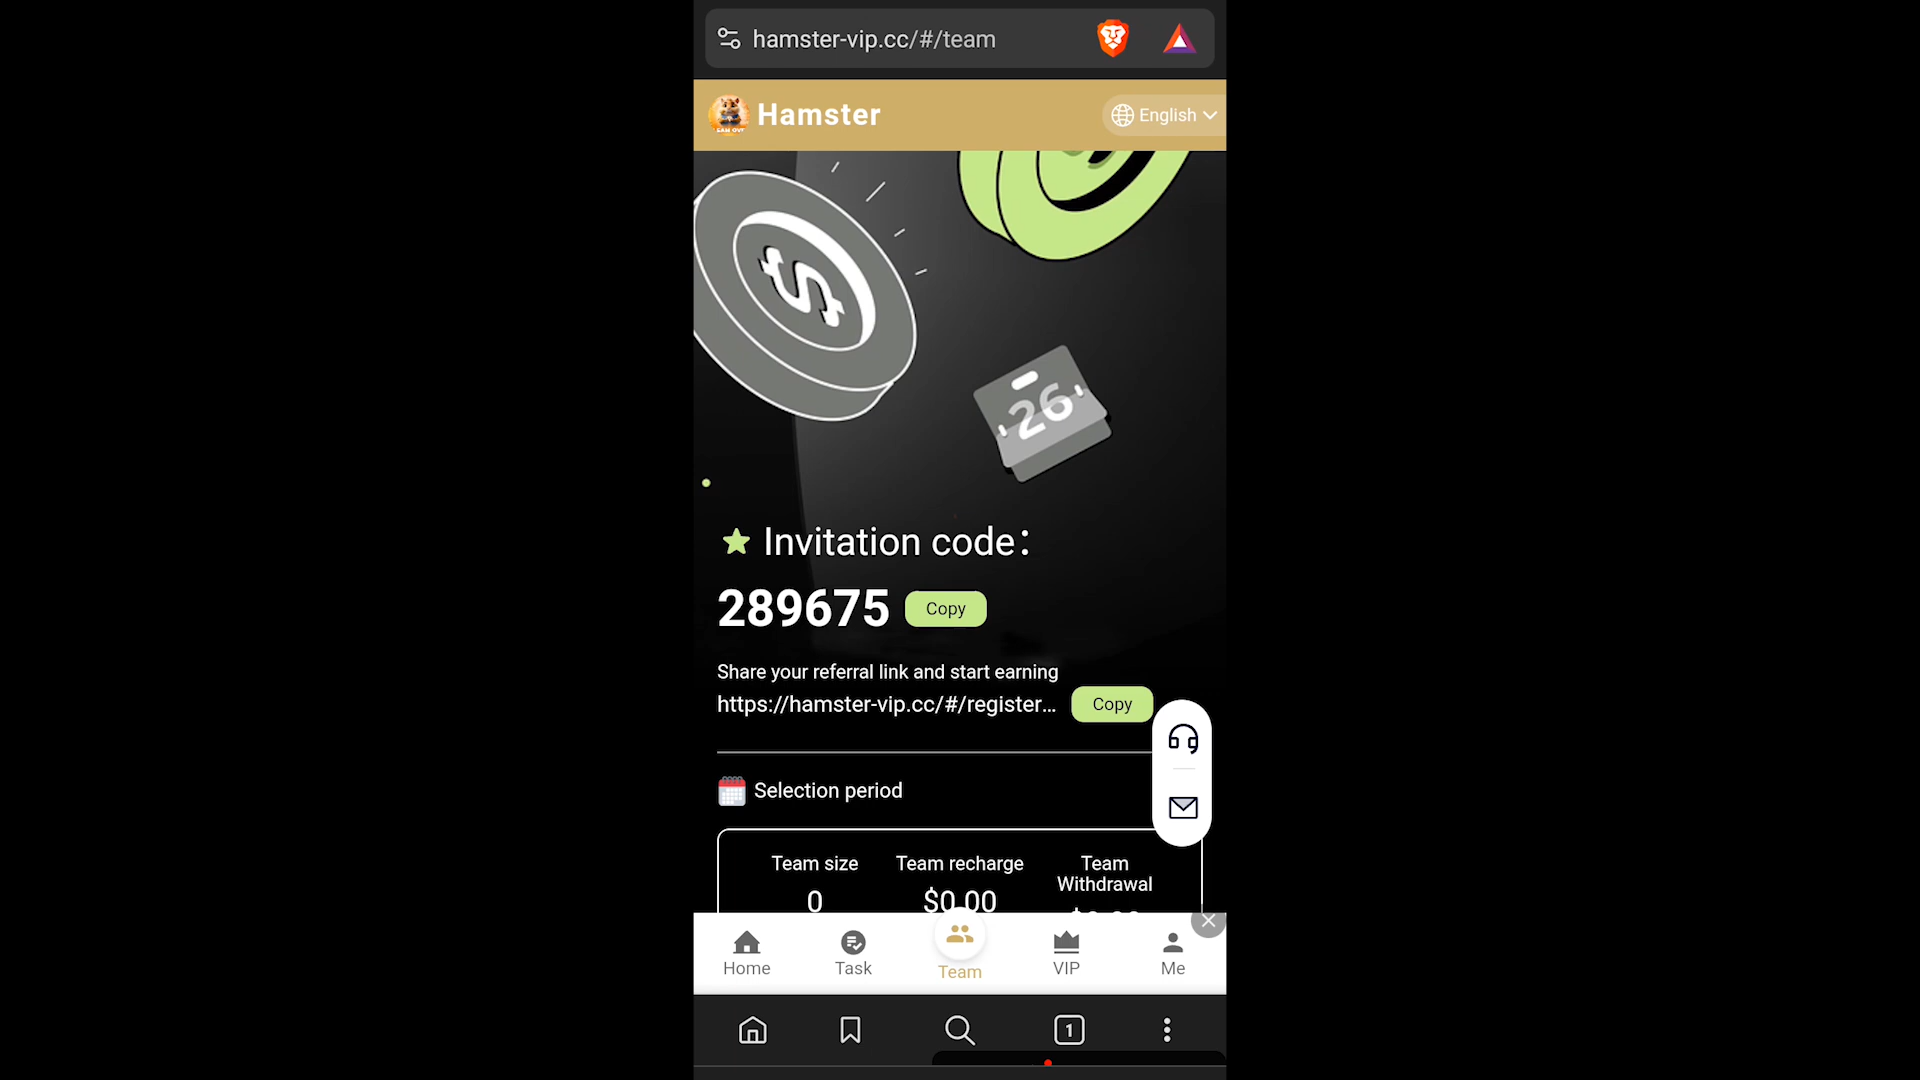 hamster-vip.cc/#/team
Hamster
English
26
Invitation code:
289675 Copy
Share your referral link and start earning
https://hamster-vip.cc/#/register... Copy
Selection period
Team size Team recharge Team
Withdrawal
0 $0.00
Home Task Team VIP Me
1